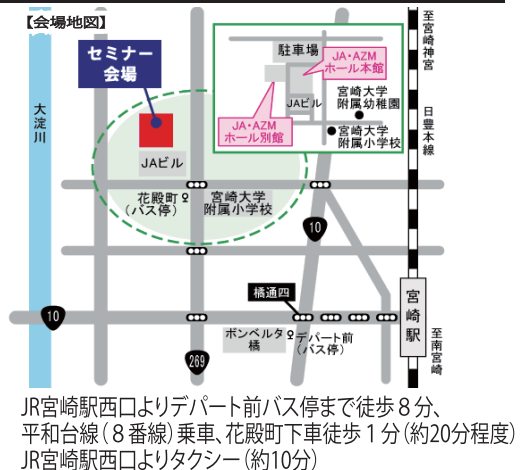 【会場地図】
セミナー
会場
大淀川
駐車場
JA・AZM
ホール本館
JAビル
宮崎大学
附属幼稚園
JA・AZM
ホール別館
宮崎大学
附属小学校
至宮崎神宮
日豊本線
JAビル
花殿町
(バス停)
宮崎大学
附属小学校
10
橘通四
10
269
ボンベルタ
橘
デパート前
(バス停)
宮崎駅
至南宮崎
JR宮崎駅西口よりデパート前バス停まで徒歩8分、
平和台線(8番線)乗車、花殿町下車徒歩1分(約20分程度)
JR宮崎駅西口よりタクシー(約10分)